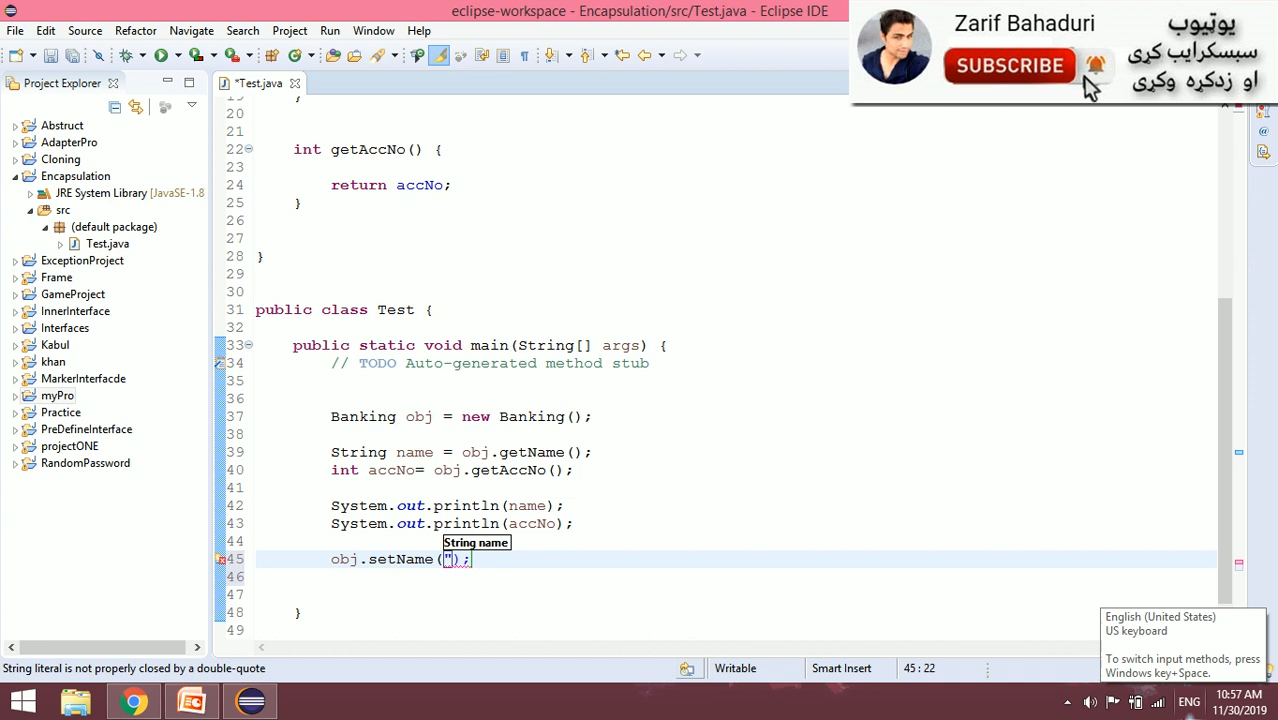 eclipse-workspace - Encapsulation/src/Test.java - Eclipse IDE
File Edit Source Refactor Navigate Search Project Run Window Help
Zarif Bahaduri
SUBSCRIBE
یوټیوب
سبسکرایب کړی
او زدکړه وکړی
Project Explorer
*Test.java
Abstruct
AdapterPro
Cloning
Encapsulation
JRE System Library [JavaSE-1.8
src
(default package)
Test.java
ExceptionProject
Frame
GameProject
InnerInterface
Interfaces
Kabul
khan
MarkerInterfacde
myPro
Practice
PreDefineInterface
projectONE
RandomPassword
19 }
20
21
22 int getAccNo() {
23
24 return accNo;
25 }
26
27
28 }
29
30
31 public class Test {
32
33 public static void main(String[] args) {
34 // TODO Auto-generated method stub
35
36
37 Banking obj = new Banking();
38
39 String name = obj.getName();
40 int accNo= obj.getAccNo();
41
42 System.out.println(name);
43 System.out.println(accNo);
44
String name
45 obj.setName(");
46
48 }
49
English (United States)
US keyboard
To switch input methods, press
Windows key+Space.
String literal is not properly closed by a double-quote
Writable
Smart Insert
45 : 22
ENG
10:57 AM
11/30/2019